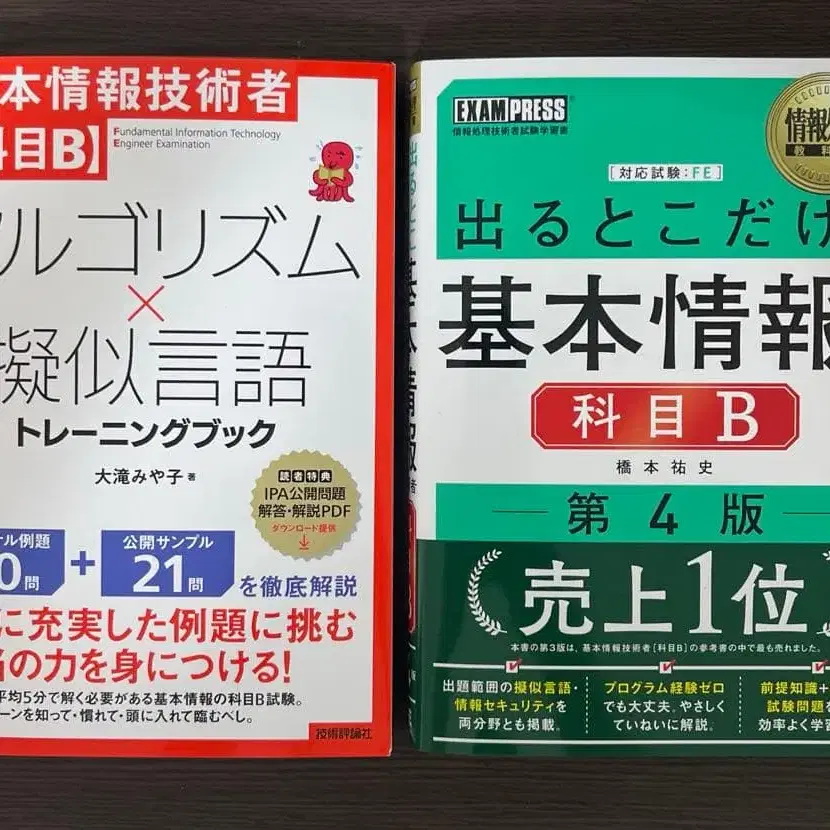 本情報技術者
目B】
Fundamental Information Technology
Engineer Examination
ルゴリズム
×
擬似言語
トレーニングブック
大滝みや子 著
読者特典
IPA公開問題
解答・解説PDF
ダウンロード提供
ル例題
0問
+
公開サンプル
21問
を徹底解説
に充実した例題に挑む
の力を身につける!
平均5分で解く必要がある基本情報の科目B試験。
ーンを知って・慣れて・頭に入れて臨むべし。
技術評論社
EXAMPRESS
情報処理技術者試験学習書
情報
教科
[対応試験:FE]
出るとこだけ
基本情報
科目B
橋本祐史
第4版
売上1位
本書の第3版は、基本情報技術者[科目B]の参考書の中で最も売れました。
出題範囲の擬似言語・
情報セキュリティを
両分野とも掲載。
プログラム経験ゼロ
でも大丈夫。やさしく
ていねいに解説。
前提知識+
試験問題
効率よく学習
出るとこ
基本情報